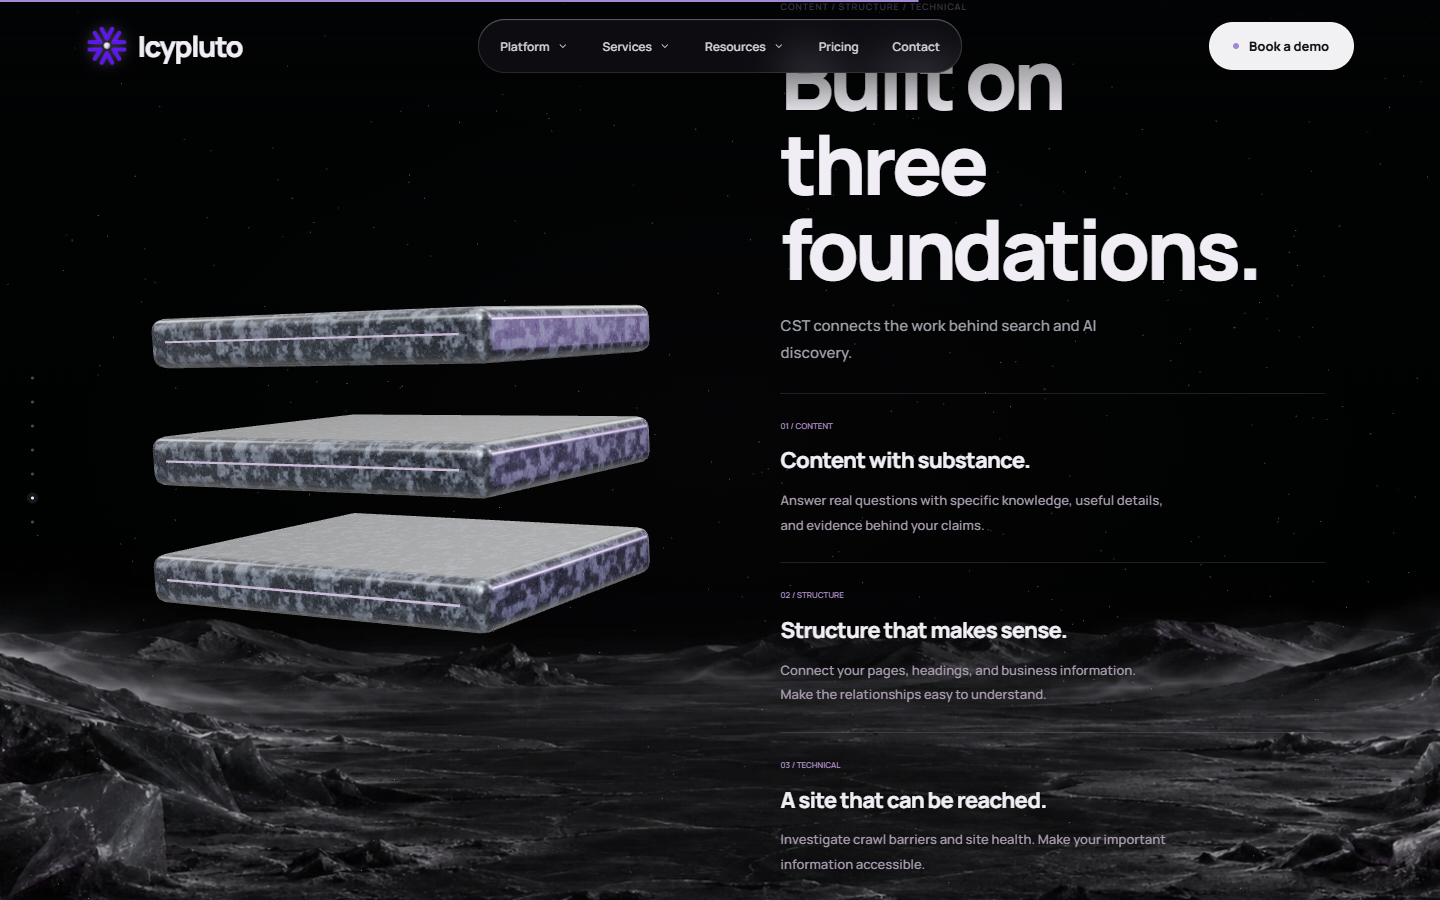 CONTENT / STRUCTURE / TECHNICAL
Icypluto
Platform
Services
Resources
Pricing
Contact
Book a demo
Built on
three
foundations.
CST connects the work behind search and AI
discovery.
01 / CONTENT
Content with substance.
Answer real questions with specific knowledge, useful details,
and evidence behind your claims.
02 / STRUCTURE
Structure that makes sense.
Connect your pages, headings, and business information.
Make the relationships easy to understand.
03 / TECHNICAL
A site that can be reached.
Investigate crawl barriers and site health. Make your important
information accessible.